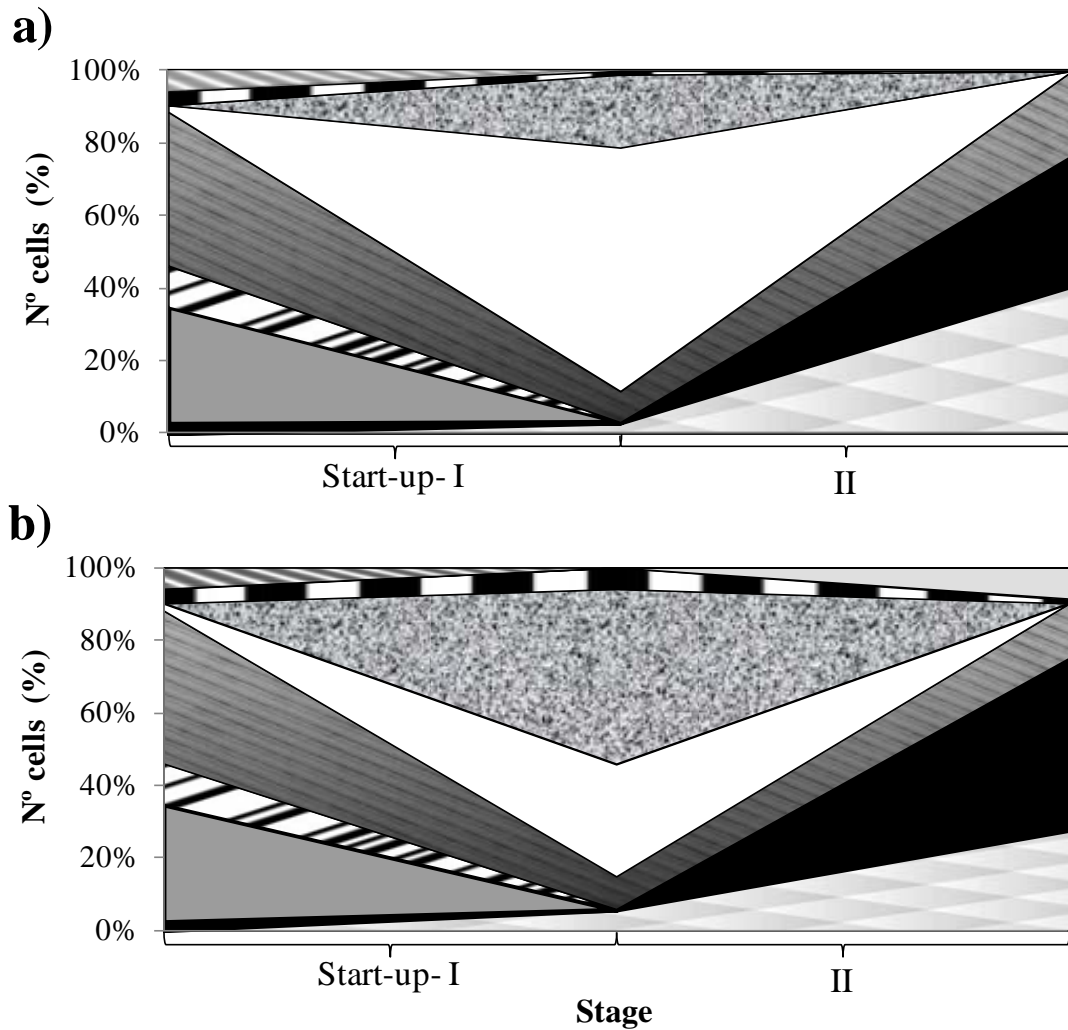 a)
Nº cells (%)
100%
80%
60%
40%
20%
0%
Start-up- I
II
b)
Nº cells (%)
100%
80%
60%
40%
20%
0%
Start-up- I
II
Stage